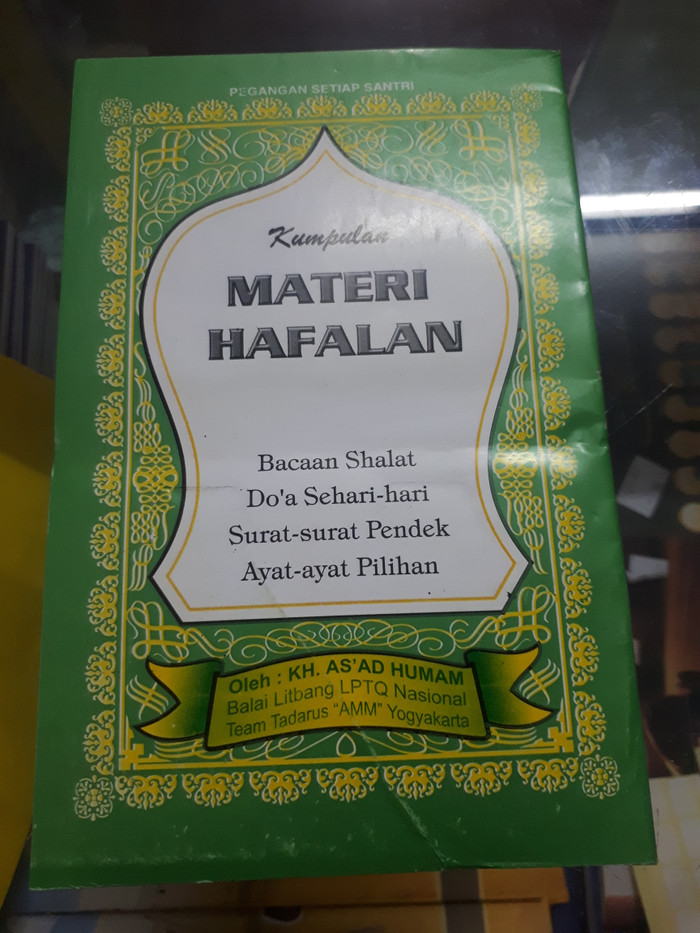 PEGANGAN SETIAP SANTRI
Kumpulan
MATERI
HAFALAN
Bacaan Shalat
Do'a Sehari-hari
Surat-surat Pendek
Ayat-ayat Pilihan
Oleh : KH. AS'AD HUMAM
Balai Litbang LPTQ Nasional
Team Tadarus "AMM" Yogyakarta